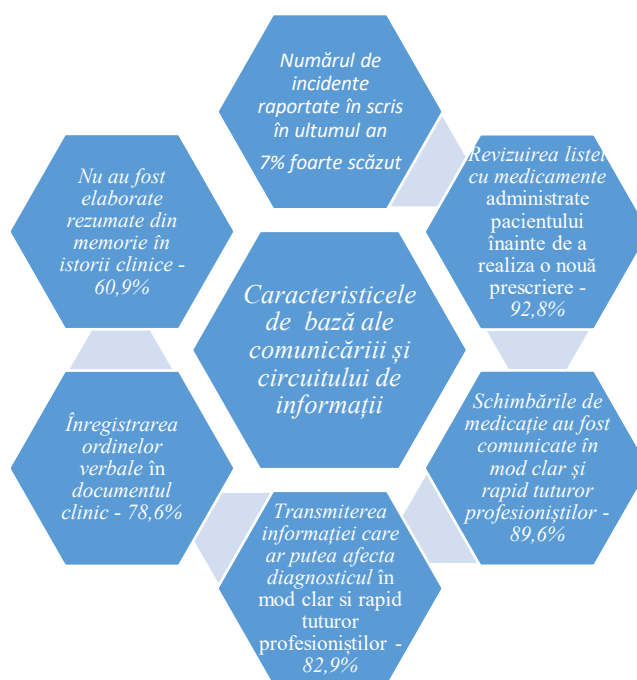 Numărul de
incidente
raportate în scris
în ultumul an
7% foarte scăzut
Revizuirea listei
cu medicamente
administrate
pacientului
înainte de a
realiza o nouă
prescriere -
92,8%
Schimbările de
medicație au fost
comunicate în
mod clar și
rapid tuturor
profesioniștilor -
89,6%
Transmiterea
informației care
ar putea afecta
diagnosticul în
mod clar si rapid
tuturor
profesioniștilor -
82,9%
Înregistrarea
ordinelor
verbale în
documentul
clinic - 78,6%
Nu au fost
elaborate
rezumate din
memorie în
istorii clinice -
60,9%
Caracteristicele
de bază ale
comunicăriii și
circuitului de
informații